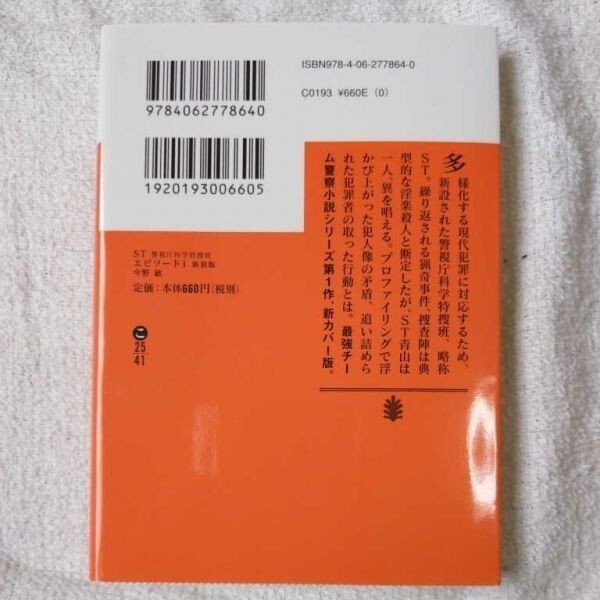 ISBN978-4-06-277864-0
C0193 ¥660E (0)
9784062778640
1920193006605
多様化する現代犯罪に対応するため、
新設された警視庁科学特捜班、略称
ST。繰り返される猟奇事件、捜査陣は典
型的な淫楽殺人と断定したが、ST青山は
一人、異を唱える。プロファイリングで浮
かび上がった犯人像の矛盾、追い詰めら
れた犯罪者の取った行動とは。最強チー
ム警察小説シリーズ第1作、新カバー版。
ST 警視庁科学特捜班
エピソード1 新装版
今野 敏
定価：本体660円（税別）
こ
25
41